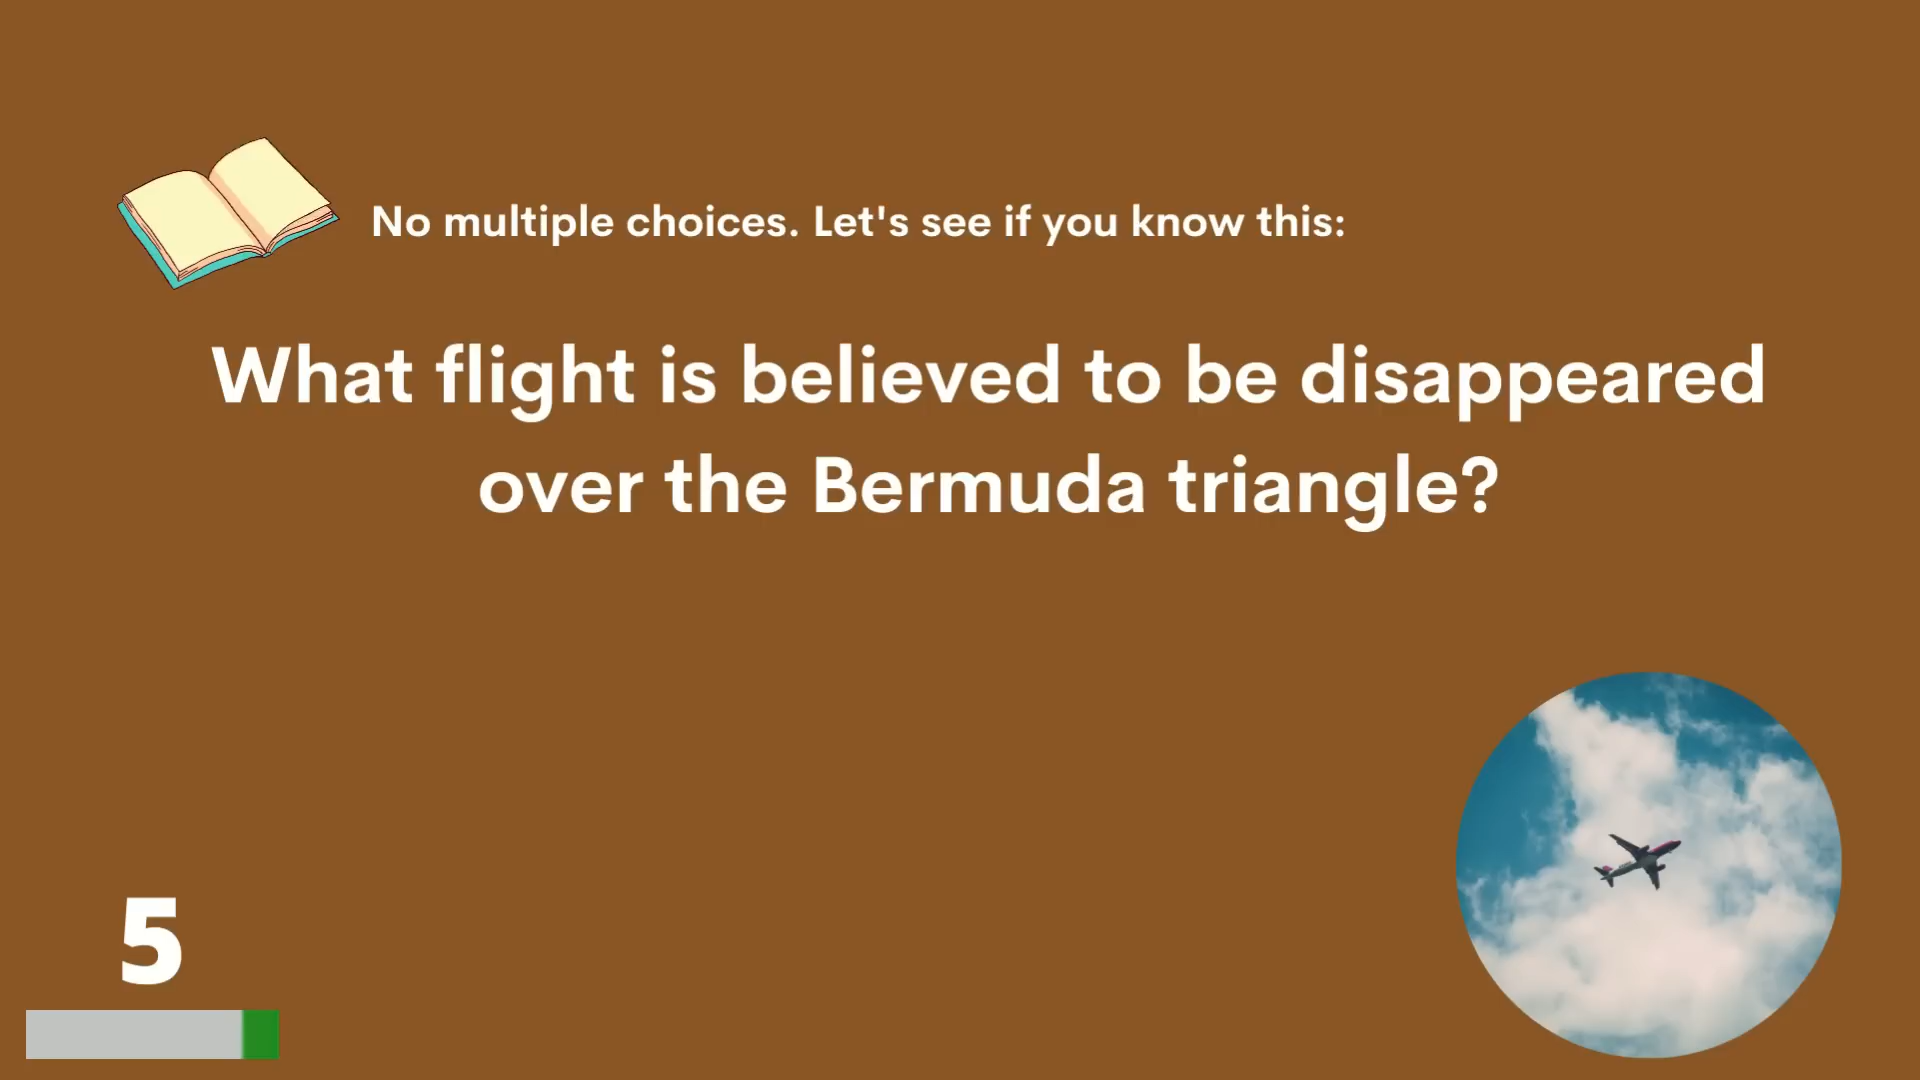 No multiple choices. Let's see if you know this:
What flight is believed to be disappeared
over the Bermuda triangle?
5